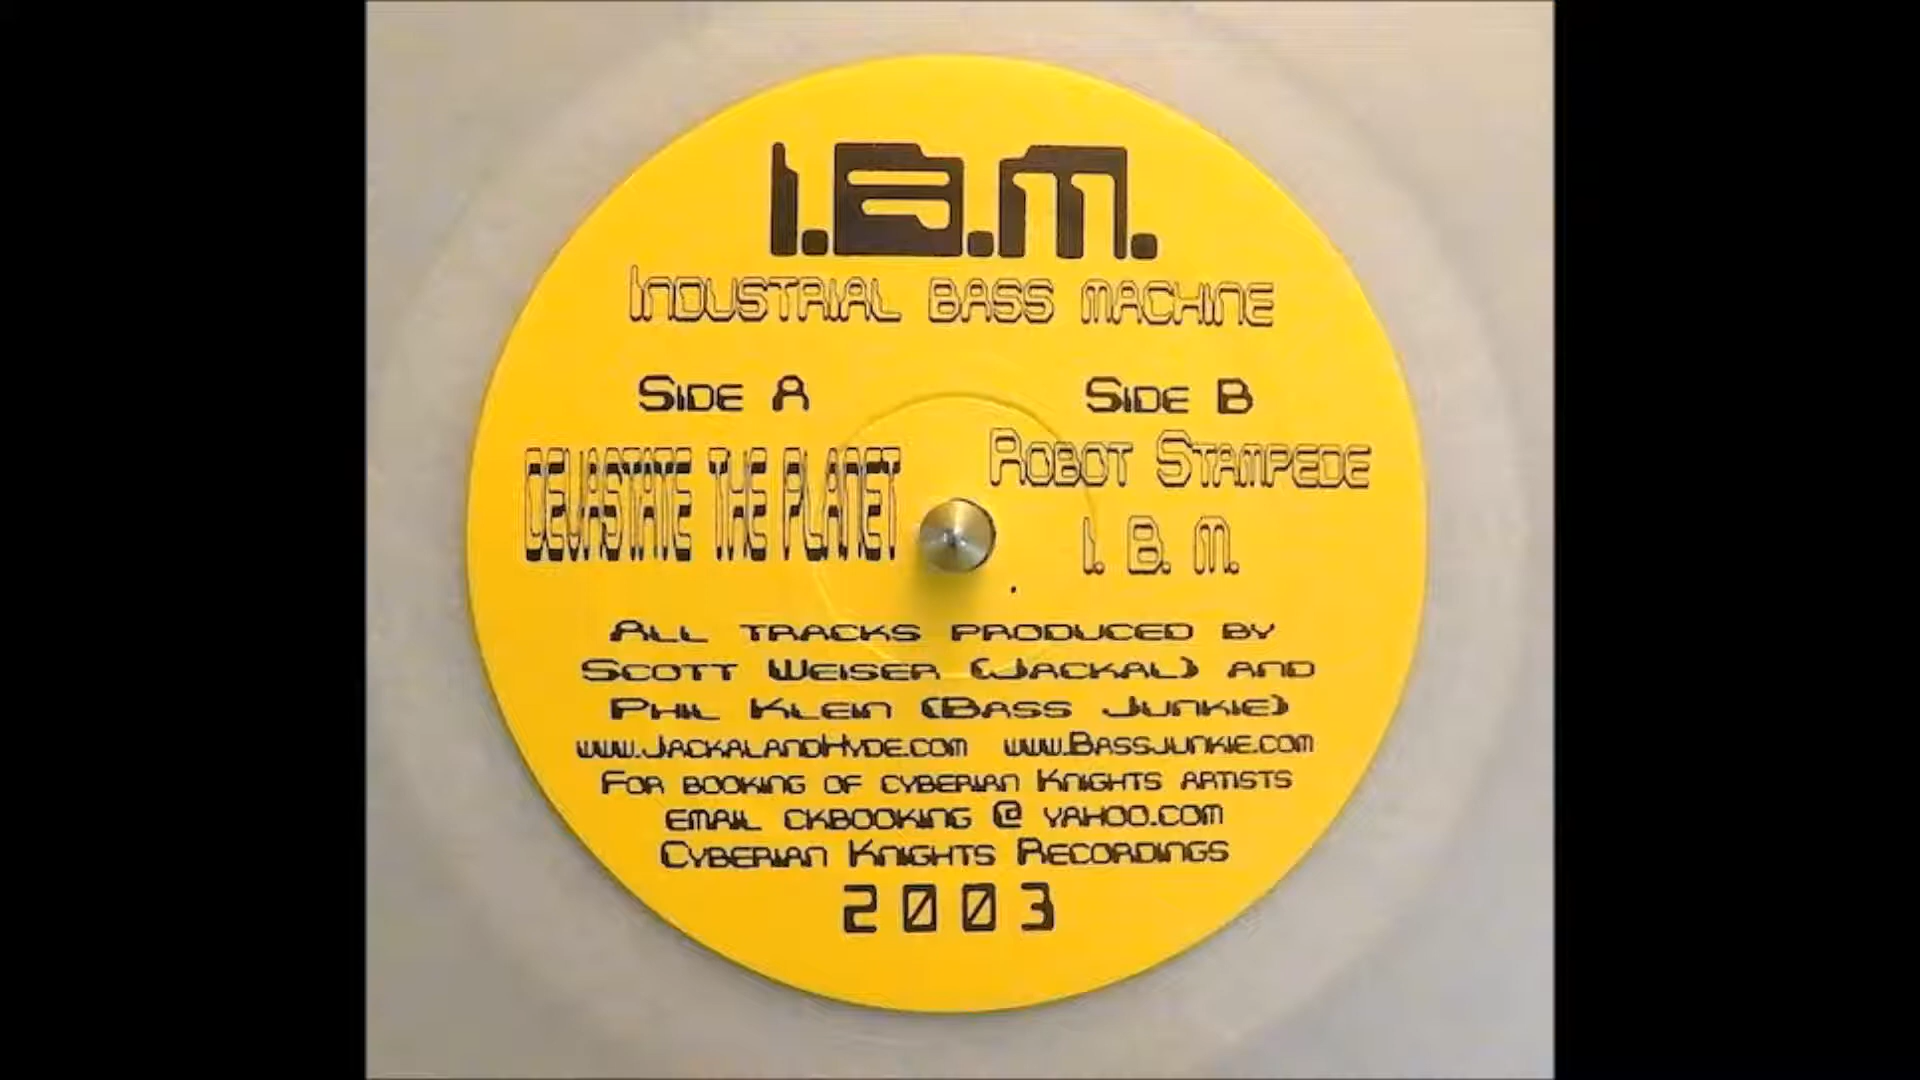 I.B.M.
Industrial Bass Machine
Side A
Devastate the Planet
Side B
Robot Stampede
I. B. M.
All tracks produced by
Scott Weiser (Jackal) and
Phil Klein (Bass Junkie)
www.JackalandHyde.com www.Bassjunkie.com
For booking of cyberian Knights artists
email ckbooking @ yahoo.com
Cyberian Knights Recordings
2003